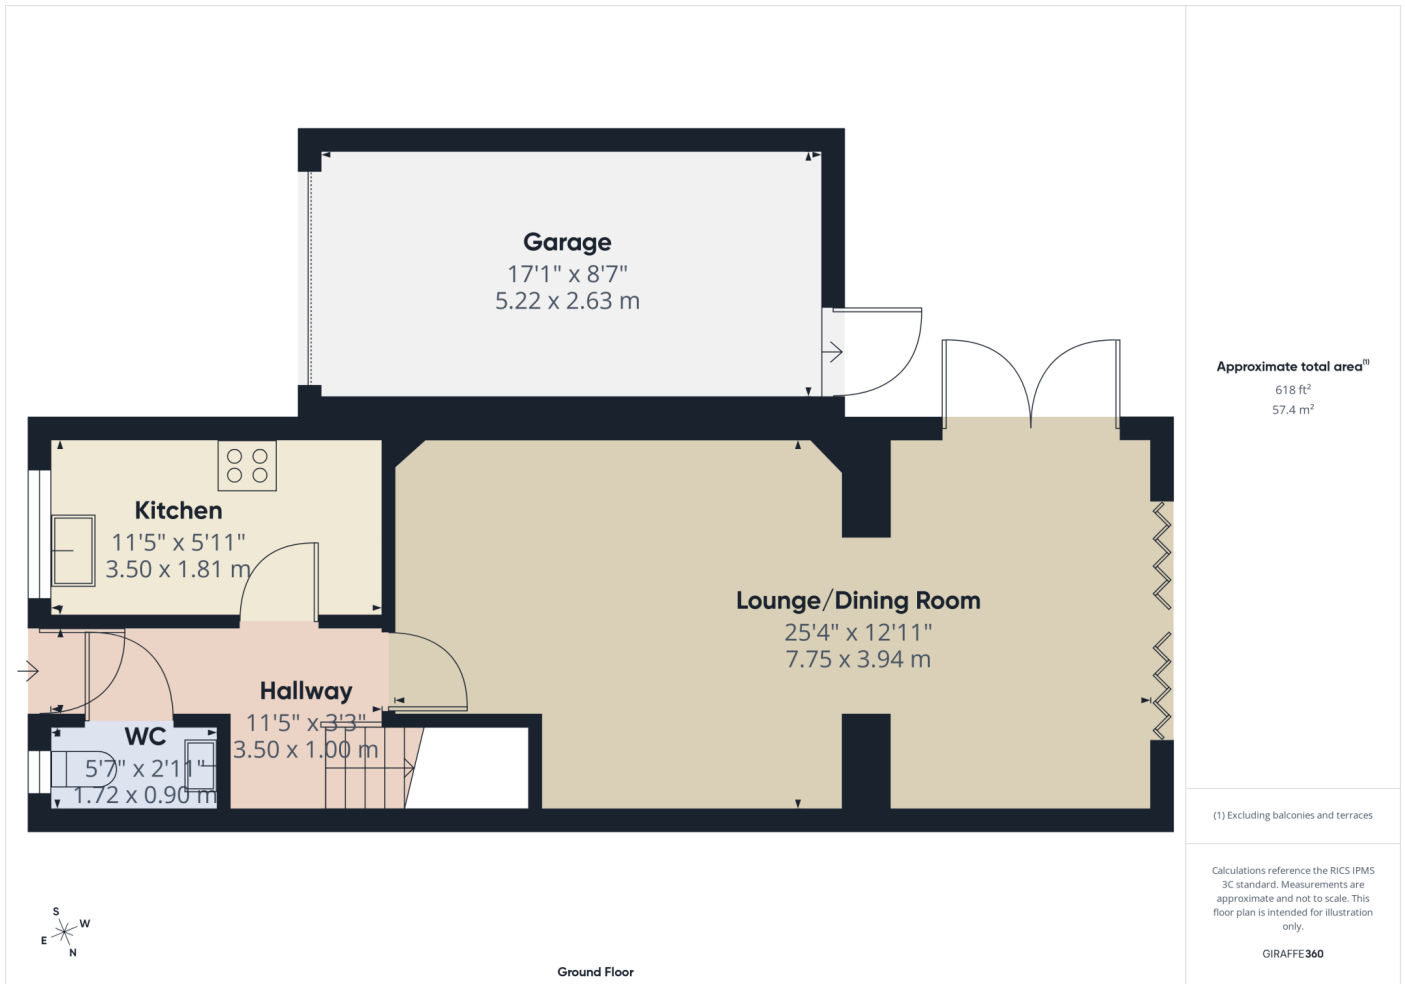 Garage
17'1" x 8'7"
5.22 x 2.63 m
Kitchen
11'5" x 5'11"
3.50 x 1.81 m
Lounge/Dining Room
25'4" x 12'11"
7.75 x 3.94 m
Hallway
11'5" x 3'3"
3.50 x 1.00 m
WC
5'7" x 2'11"
1.72 x 0.90 m
S
W
E
N
Ground Floor
Approximate total area(1)
618 ft²
57.4 m²
(1) Excluding balconies and terraces
Calculations reference the RICS IPMS
3C standard. Measurements are
approximate and not to scale. This
floor plan is intended for illustration
only.
GIRAFFE360